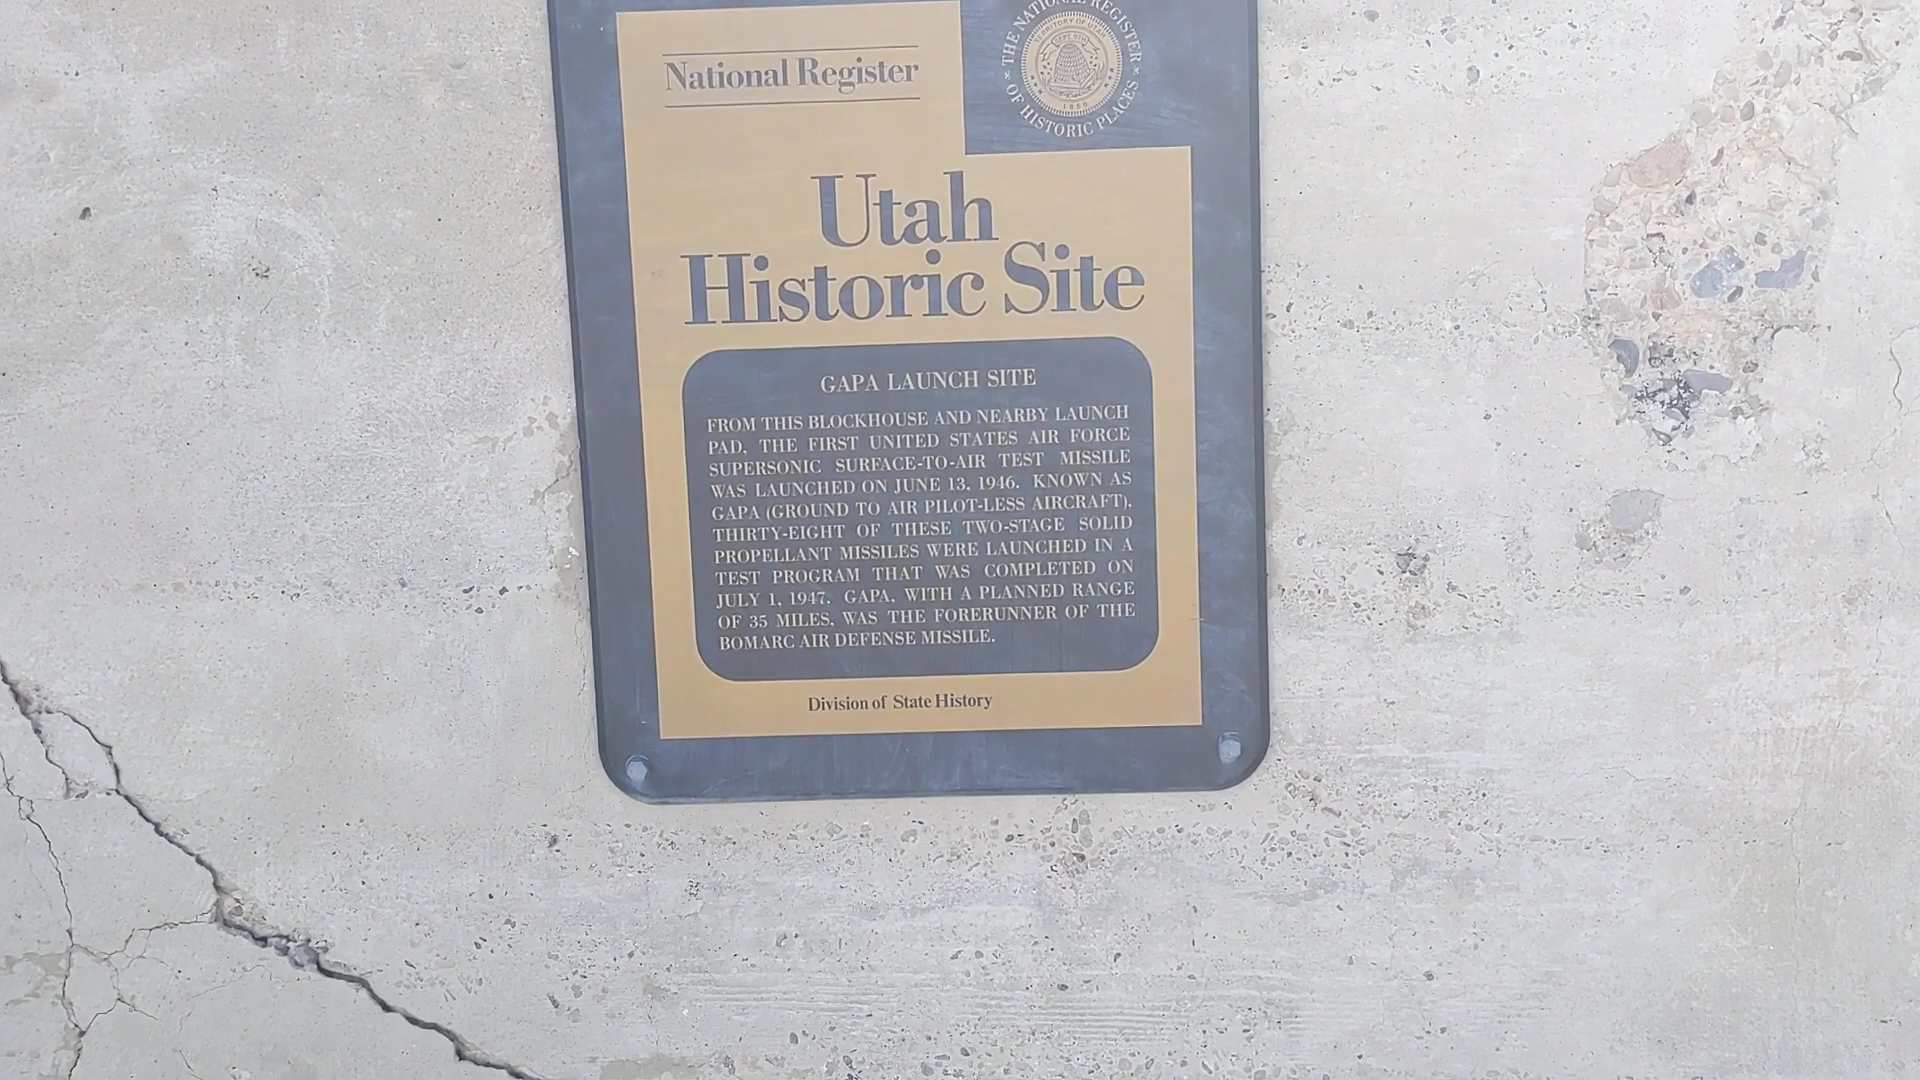 National Register
THE NATIONAL REGISTER
OF HISTORIC PLACES
1896
Utah
Historic Site
GAPA LAUNCH SITE
FROM THIS BLOCKHOUSE AND NEARBY LAUNCH
PAD, THE FIRST UNITED STATES AIR FORCE
SUPERSONIC SURFACE-TO-AIR TEST MISSILE
WAS LAUNCHED ON JUNE 13, 1946. KNOWN AS
GAPA (GROUND TO AIR PILOT-LESS AIRCRAFT),
THIRTY-EIGHT OF THESE TWO-STAGE SOLID
PROPELLANT MISSILES WERE LAUNCHED IN A
TEST PROGRAM THAT WAS COMPLETED ON
JULY 1, 1947. GAPA, WITH A PLANNED RANGE
OF 35 MILES, WAS THE FORERUNNER OF THE
BOMARC AIR DEFENSE MISSILE.
Division of State History